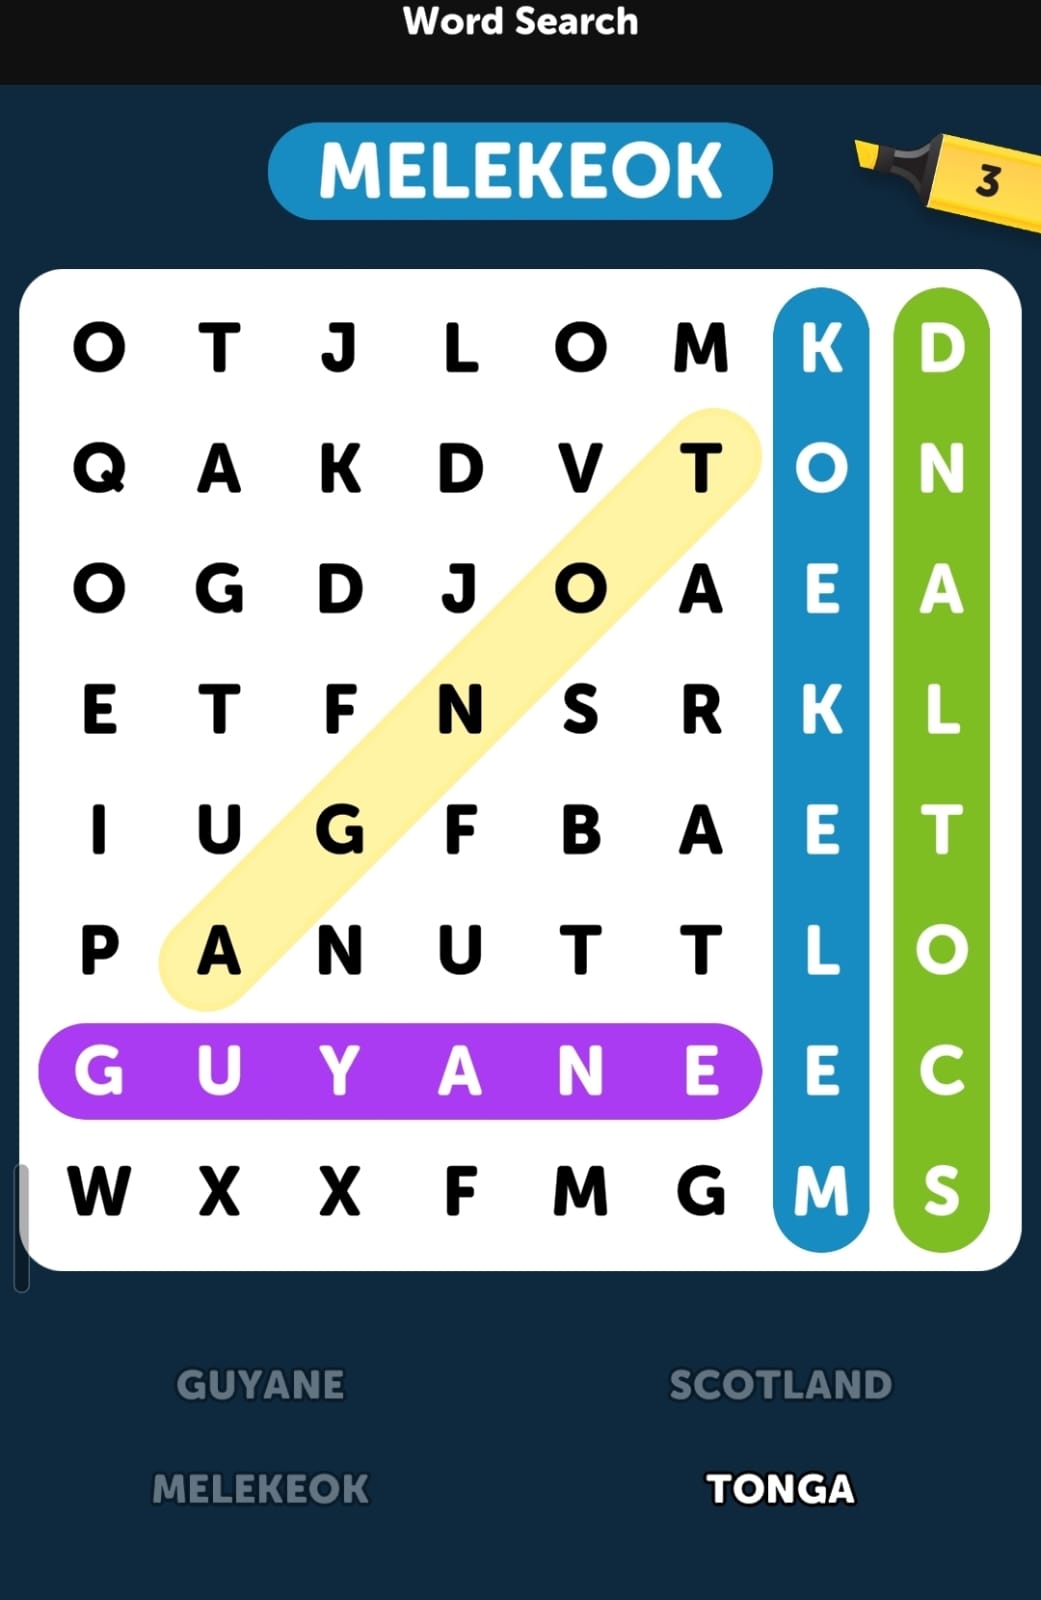 Word Search
MELEKEOK
3
O T J L O M K D
Q A K D V T O N
O G D J O A E A
E T F N S R K L
I U G F B A E T
P A N U T T L O
G U Y A N E E C
W X X F M G M S
GUYANE SCOTLAND
MELEKEOK TONGA